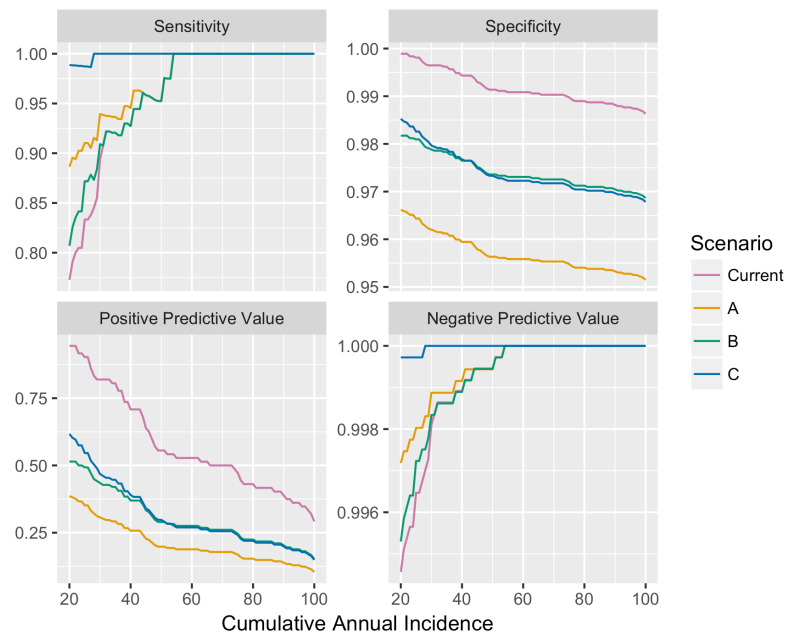 Sensitivity
Specificity
1.00
0.95
0.90
0.85
0.80
1.00
0.99
0.98
0.97
0.96
0.95
Positive Predictive Value
Negative Predictive Value
0.75
0.50
0.25
1.000
0.998
0.996
20 40 60 80 100
20 40 60 80 100
Cumulative Annual Incidence
Scenario
Current
A
B
C